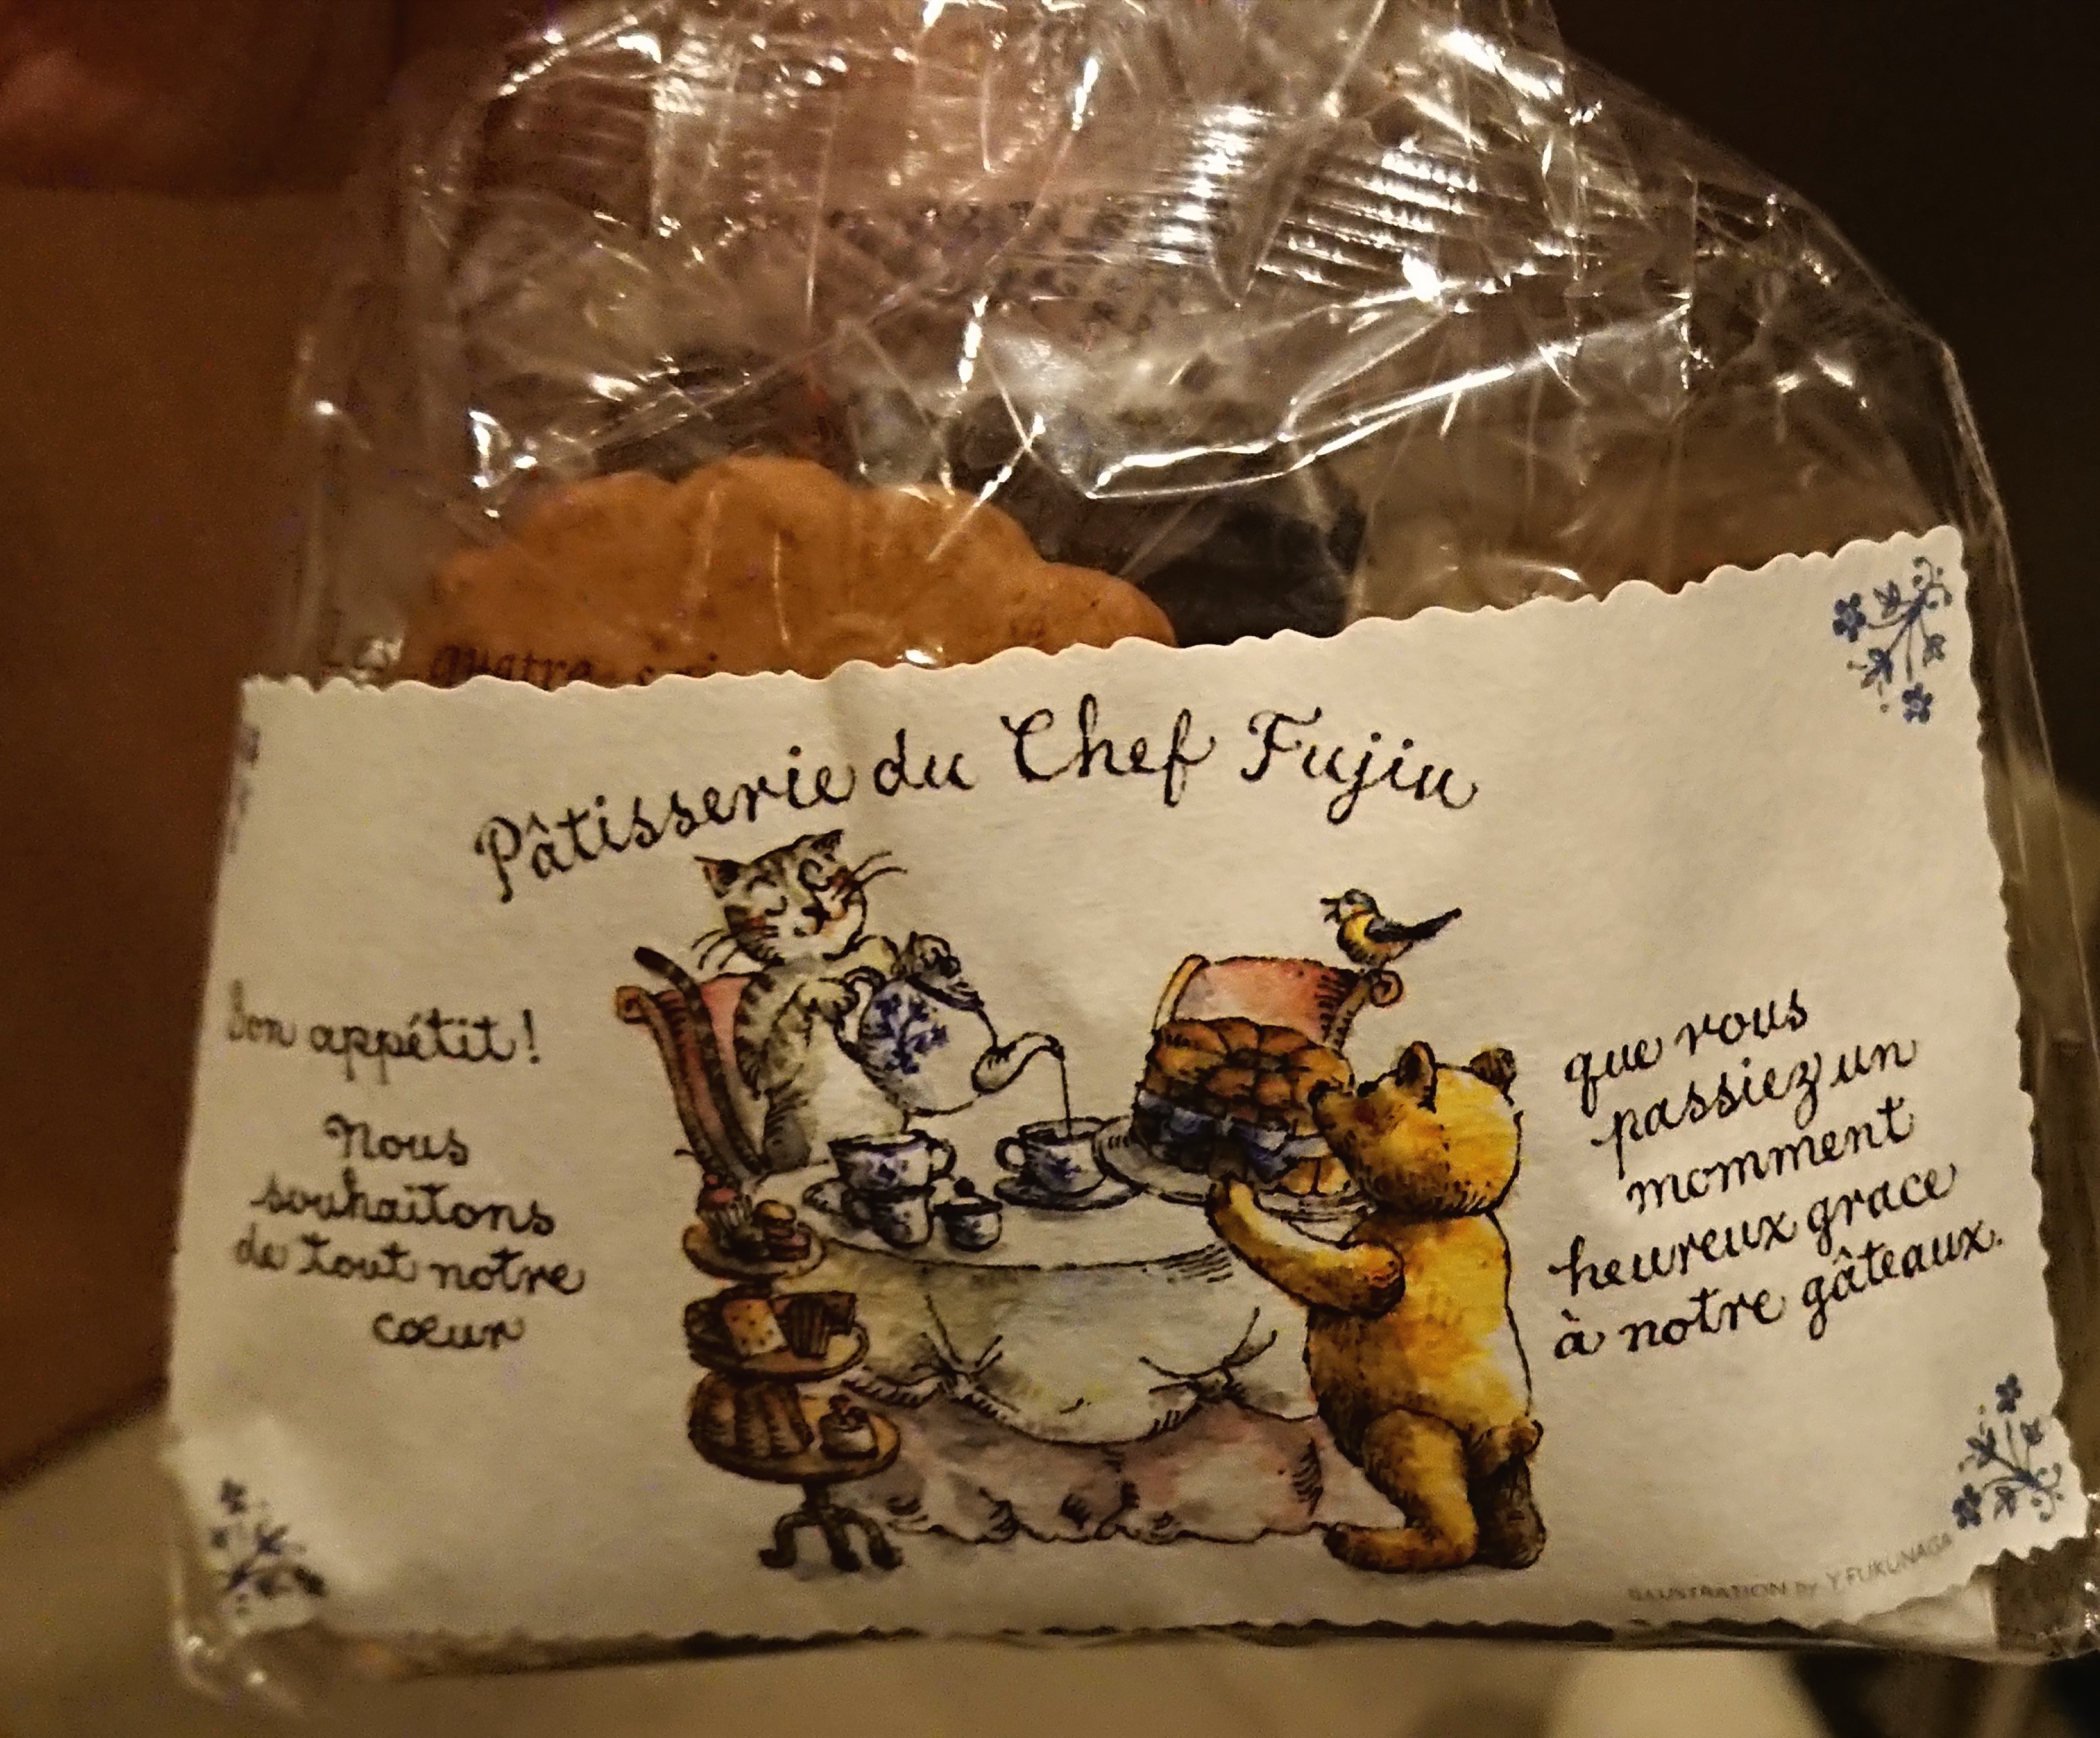 quatre
Pâtisserie du Chef Fujiu
Bon appétit!
Nous
souhaitons
de tout notre
cœur
que vous
passiez un
momment
heureux grace
à notre gâteaux.
ILLUSTRATION by Y.FUKUNAGA